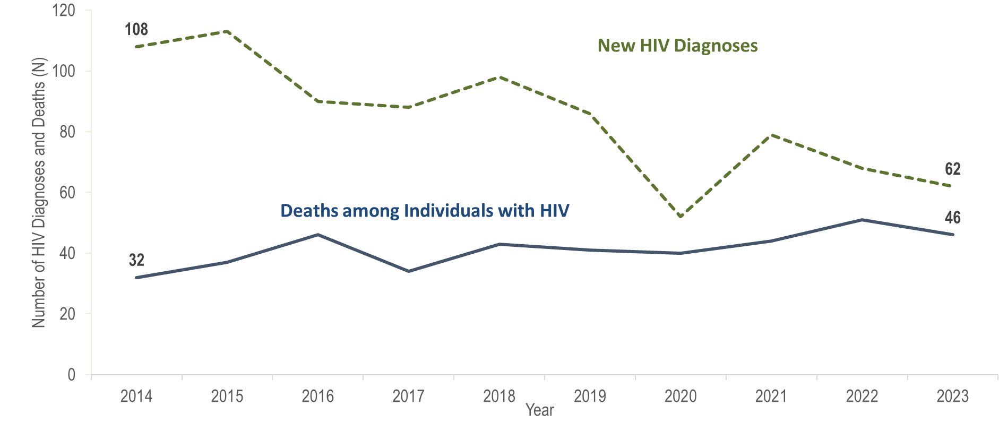 Number of HIV Diagnoses and Deaths (N)
120
100
80
60
40
20
0
108
New HIV Diagnoses
62
Deaths among Individuals with HIV
46
32
2014 2015 2016 2017 2018 2019 2020 2021 2022 2023
Year